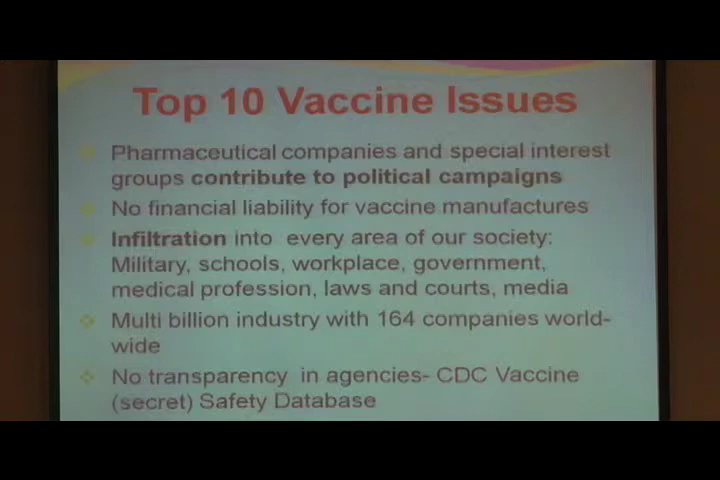 Top 10 Vaccine Issues
Pharmaceutical companies and special interest
groups contribute to political campaigns
No financial liability for vaccine manufactures
Infiltration into every area of our society:
Military, schools, workplace, government,
medical profession, laws and courts, media
Multi billion industry with 164 companies world-
wide
No transparency in agencies- CDC Vaccine
(secret) Safety Database